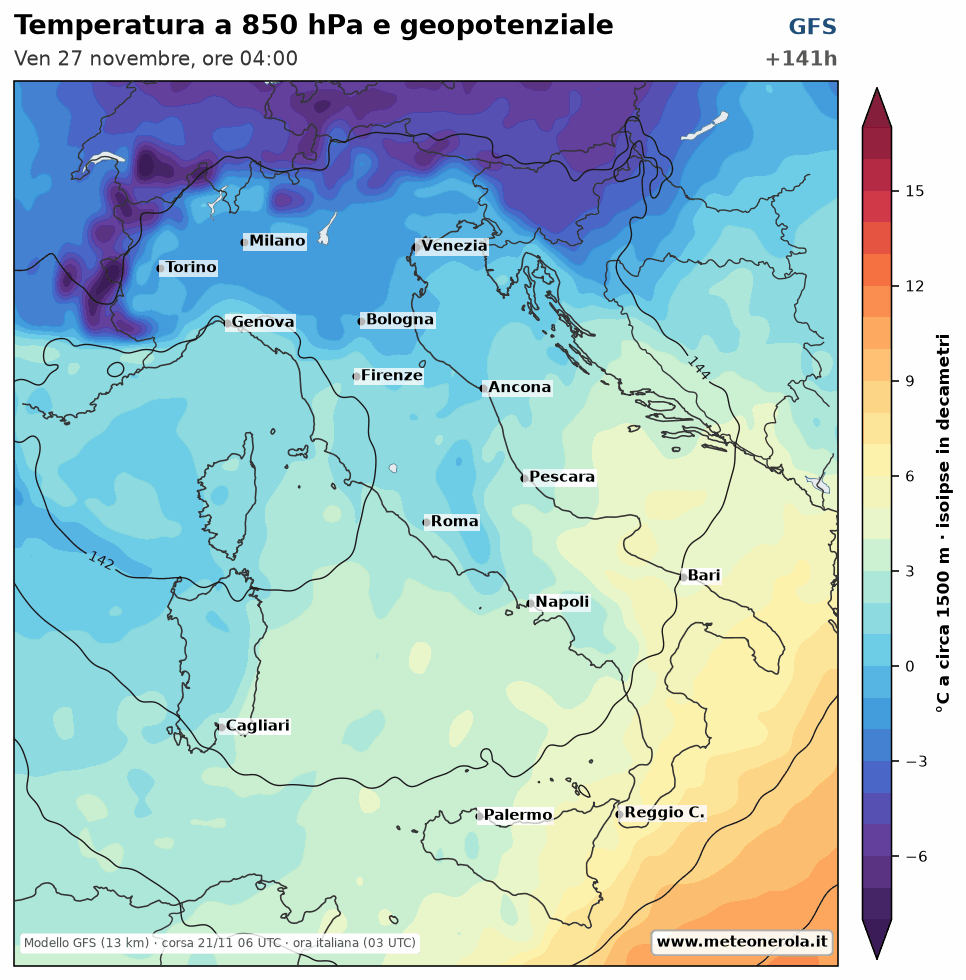 Temperatura a 850 hPa e geopotenziale
GFS
Ven 27 novembre, ore 04:00
+141h
Milano
Venezia
Torino
Genova
Bologna
Firenze
Ancona
144
Pescara
Roma
142
Bari
Napoli
Cagliari
Palermo
Reggio C.
15
12
9
6
3
0
−3
−6
°C a circa 1500 m · isoipse in decametri
Modello GFS (13 km) · corsa 21/11 06 UTC · ora italiana (03 UTC)
www.meteonerola.it